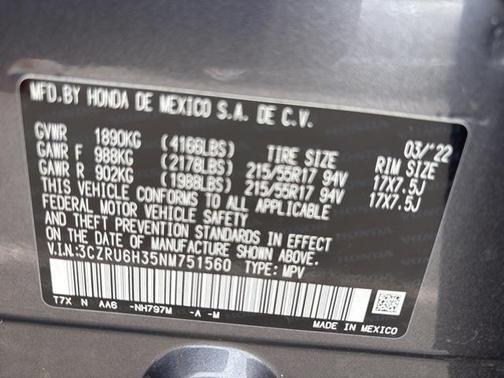 MFD.BY HONDA DE MEXICO S.A. DE C.V.
03/'22
GVWR 1890KG (4166LBS) TIRE SIZE RIM SIZE
GAWR F 988KG (2178LBS) 215/55R17 94V 17X7.5J
GAWR R 902KG (1988LBS) 215/55R17 94V 17X7.5J
THIS VEHICLE CONFORMS TO ALL APPLICABLE
FEDERAL MOTOR VEHICLE SAFETY STANDARDS IN EFFECT
ON THE DATE OF MANUFACTURE SHOWN ABOVE.
V.I.N:3CZRU6H35NM751560 TYPE: MPV
T7X N AA6 -NH797M -A -M
MADE IN MEXICO